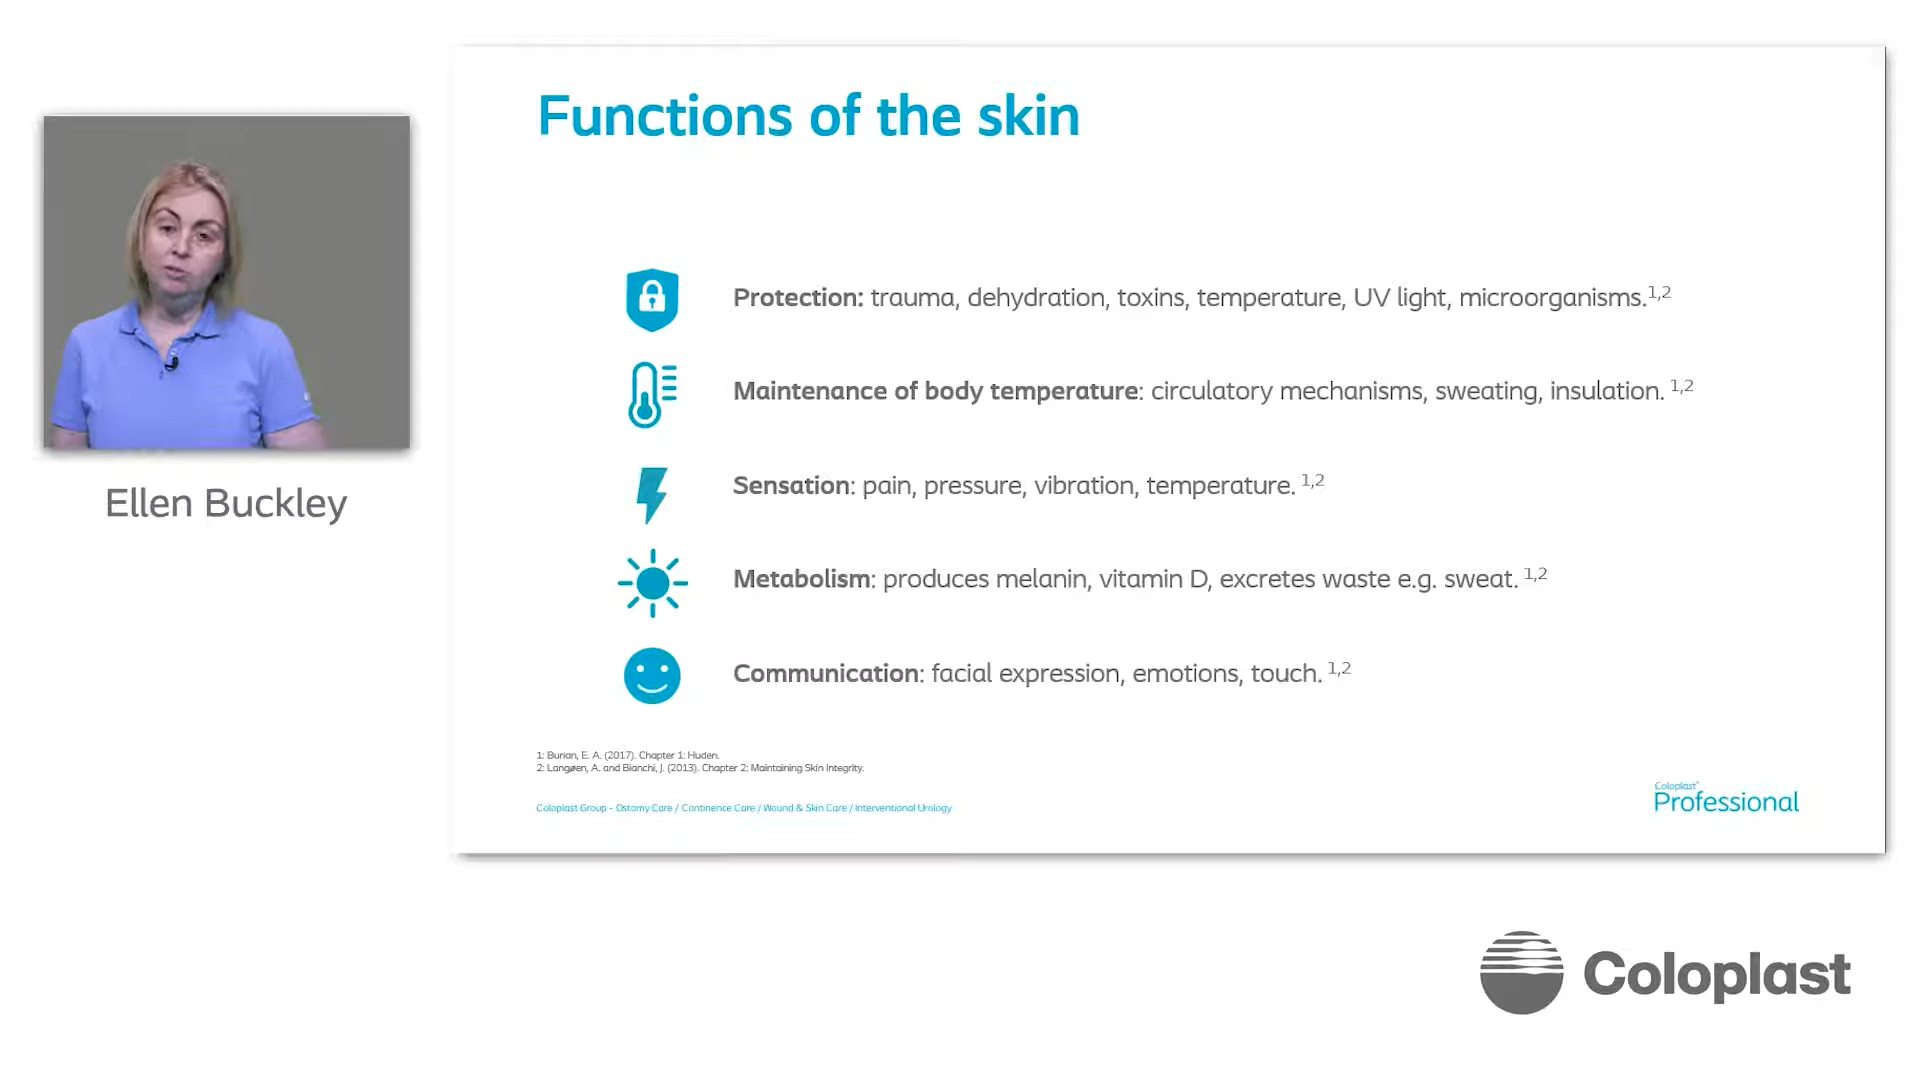 Functions of the skin
Protection: trauma, dehydration, toxins, temperature, UV light, microorganisms.1,2
Maintenance of body temperature: circulatory mechanisms, sweating, insulation. 1,2
Sensation: pain, pressure, vibration, temperature. 1,2
Metabolism: produces melanin, vitamin D, excretes waste e.g. sweat. 1,2
Communication: facial expression, emotions, touch. 1,2
1: Burian, E. A. (2017). Chapter 1: Huden.
2: Langøen, A. and Bianchi, J. (2013). Chapter 2: Maintaining Skin Integrity.
Coloplast Group - Ostomy Care / Continence Care / Wound & Skin Care / Interventional Urology
Coloplast®
Professional
Ellen Buckley
Coloplast